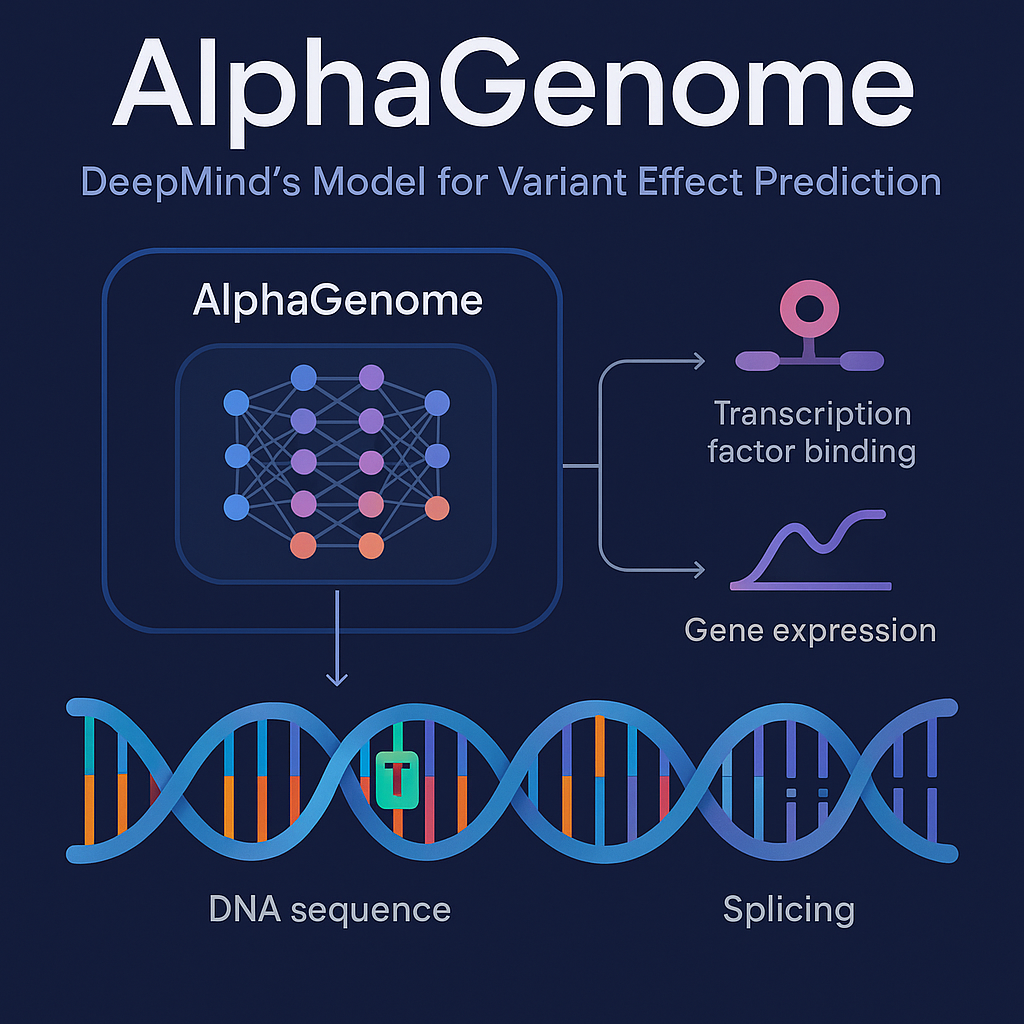 AlphaGenome
DeepMind's Model for Variant Effect Prediction
AlphaGenome
Transcription
factor binding
Gene expression
T
DNA sequence
Splicing